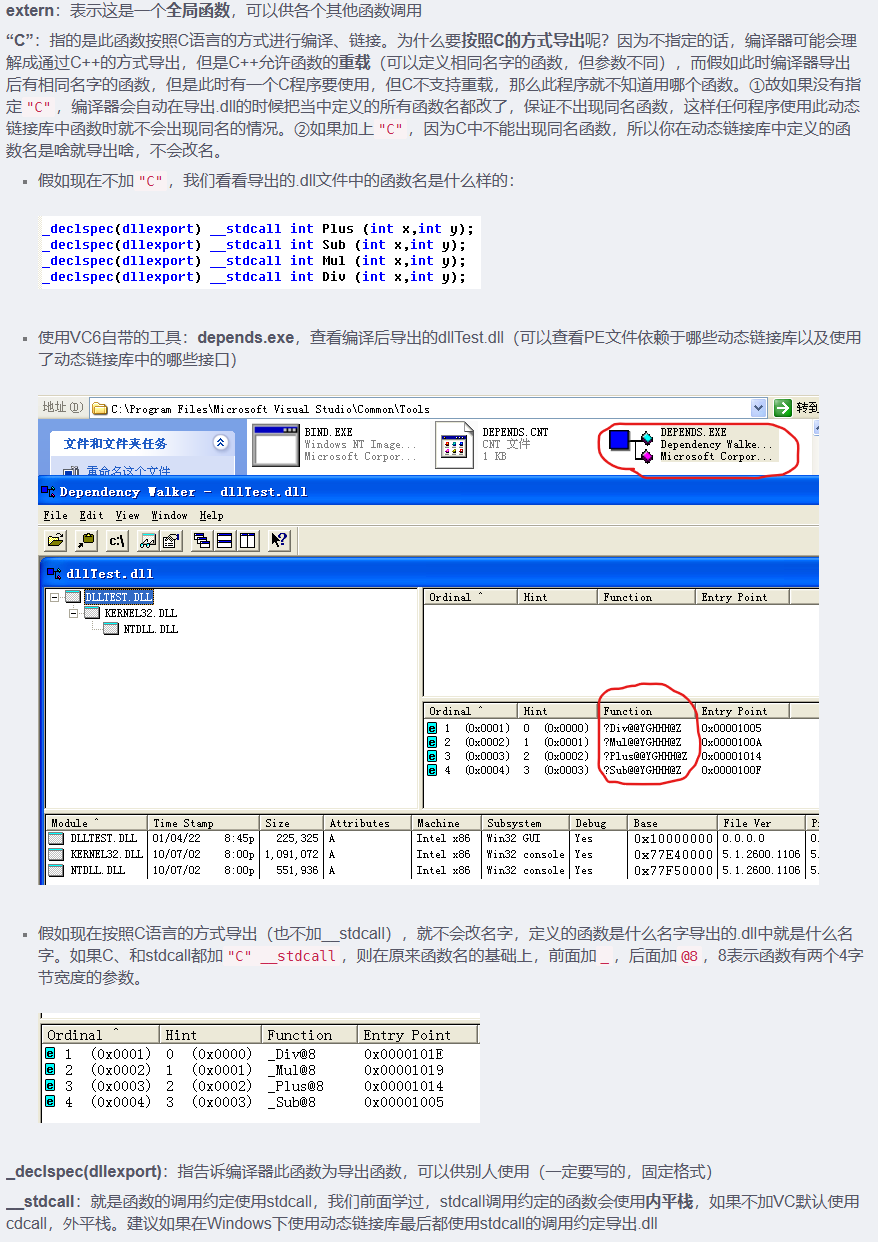 extern：表示这是一个全局函数，可以供各个其他函数调用
“C”：指的是此函数按照C语言的方式进行编译、链接。为什么要按照C的方式导出呢？因为不指定的话，编译器可能会理
解成通过C++的方式导出，但是C++允许函数的重载（可以定义相同名字的函数，但参数不同），而假如此时编译器导出
后有相同名字的函数，但是此时有一个C程序要使用，但C不支持重载，那么此程序就不知道用哪个函数。①故如果没有指
定 "C" ，编译器会自动在导出.dll的时候把当中定义的所有函数名都改了，保证不出现同名函数，这样任何程序使用此动态
链接库中函数时就不会出现同名的情况。②如果加上 "C" ，因为C中不能出现同名函数，所以你在动态链接库中定义的函
数名是啥就导出啥，不会改名。
假如现在不加 "C" ，我们看看导出的.dll文件中的函数名是什么样的：
_declspec(dllexport) __stdcall int Plus (int x,int y);
_declspec(dllexport) __stdcall int Sub (int x,int y);
_declspec(dllexport) __stdcall int Mul (int x,int y);
_declspec(dllexport) __stdcall int Div (int x,int y);
使用VC6自带的工具：depends.exe，查看编译后导出的dllTest.dll（可以查看PE文件依赖于哪些动态链接库以及使用
了动态链接库中的哪些接口）
地址(D) C:\Program Files\Microsoft Visual Studio\Common\Tools 转到
文件和文件夹任务
重命名这个文件
BIND.EXE
Windows NT Image...
Microsoft Corpor...
DEPENDS.CNT
CNT 文件
1 KB
DEPENDS.EXE
Dependency Walke...
Microsoft Corpor...
Dependency Walker - dllTest.dll
File Edit View Window Help
c:\
dllTest.dll
DLLTEST.DLL
KERNEL32.DLL
NTDLL.DLL
Ordinal ^ Hint Function Entry Point
Ordinal ^ Hint Function Entry Point
1 (0x0001) 0 (0x0000) ?Div@@YGHHH@Z 0x00001005
2 (0x0002) 1 (0x0001) ?Mul@@YGHHH@Z 0x0000100A
3 (0x0003) 2 (0x0002) ?Plus@@YGHHH@Z 0x00001014
4 (0x0004) 3 (0x0003) ?Sub@@YGHHH@Z 0x0000100F
Module ^ Time Stamp Size Attributes Machine Subsystem Debug Base File Ver
DLLTEST.DLL 01/04/22 8:45p 225,325 A Intel x86 Win32 GUI Yes 0x10000000 0.0.0.0 0.
KERNEL32.DLL 10/07/02 8:00p 1,091,072 A Intel x86 Win32 console Yes 0x77E40000 5.1.2600.1106 5.
NTDLL.DLL 10/07/02 8:00p 551,936 A Intel x86 Win32 console Yes 0x77F50000 5.1.2600.1106 5.
假如现在按照C语言的方式导出（也不加__stdcall），就不会改名字，定义的函数是什么名字导出的.dll中就是什么名
字。如果C、和stdcall都加 "C" __stdcall ，则在原来函数名的基础上，前面加 _ ，后面加 @8 ，8表示函数有两个4字
节宽度的参数。
Ordinal ^ Hint Function Entry Point
1 (0x0001) 0 (0x0000) _Div@8 0x0000101E
2 (0x0002) 1 (0x0001) _Mul@8 0x00001019
3 (0x0003) 2 (0x0002) _Plus@8 0x00001014
4 (0x0004) 3 (0x0003) _Sub@8 0x00001005
_declspec(dllexport)：指告诉编译器此函数为导出函数，可以供别人使用（一定要写的，固定格式）
__stdcall：就是函数的调用约定使用stdcall，我们前面学过，stdcall调用约定的函数会使用内平栈，如果不加VC默认使用
cdcall，外平栈。建议如果在Windows下使用动态链接库最后都使用stdcall的调用约定导出.dll